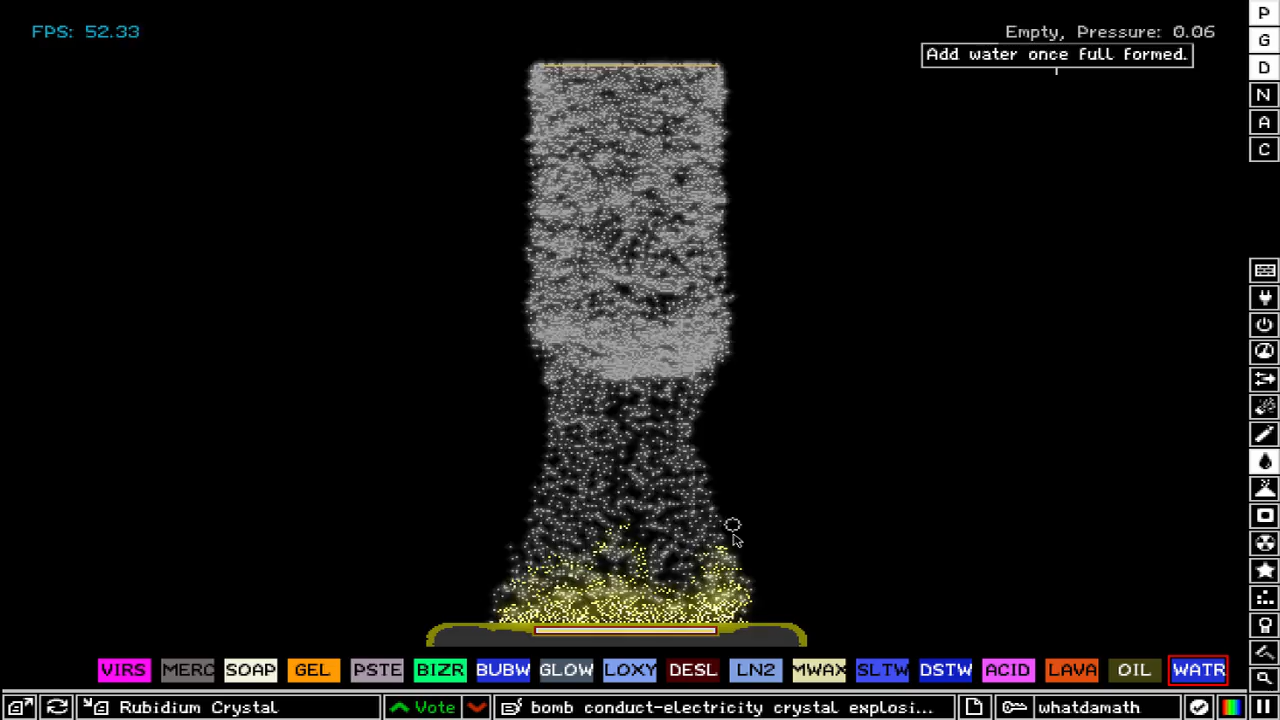 FPS: 52.33
Empty, Pressure: 0.06
Add water once full formed.
P
G
D
N
A
C
VIRS MERC SOAP GEL PSTE BIZR BUBW GLOW LOXY DESL LN2 MWAX SLTW DSTW ACID LAVA OIL WATR
Rubidium Crystal Vote bomb conduct-electricity crystal explosi... whatdamath